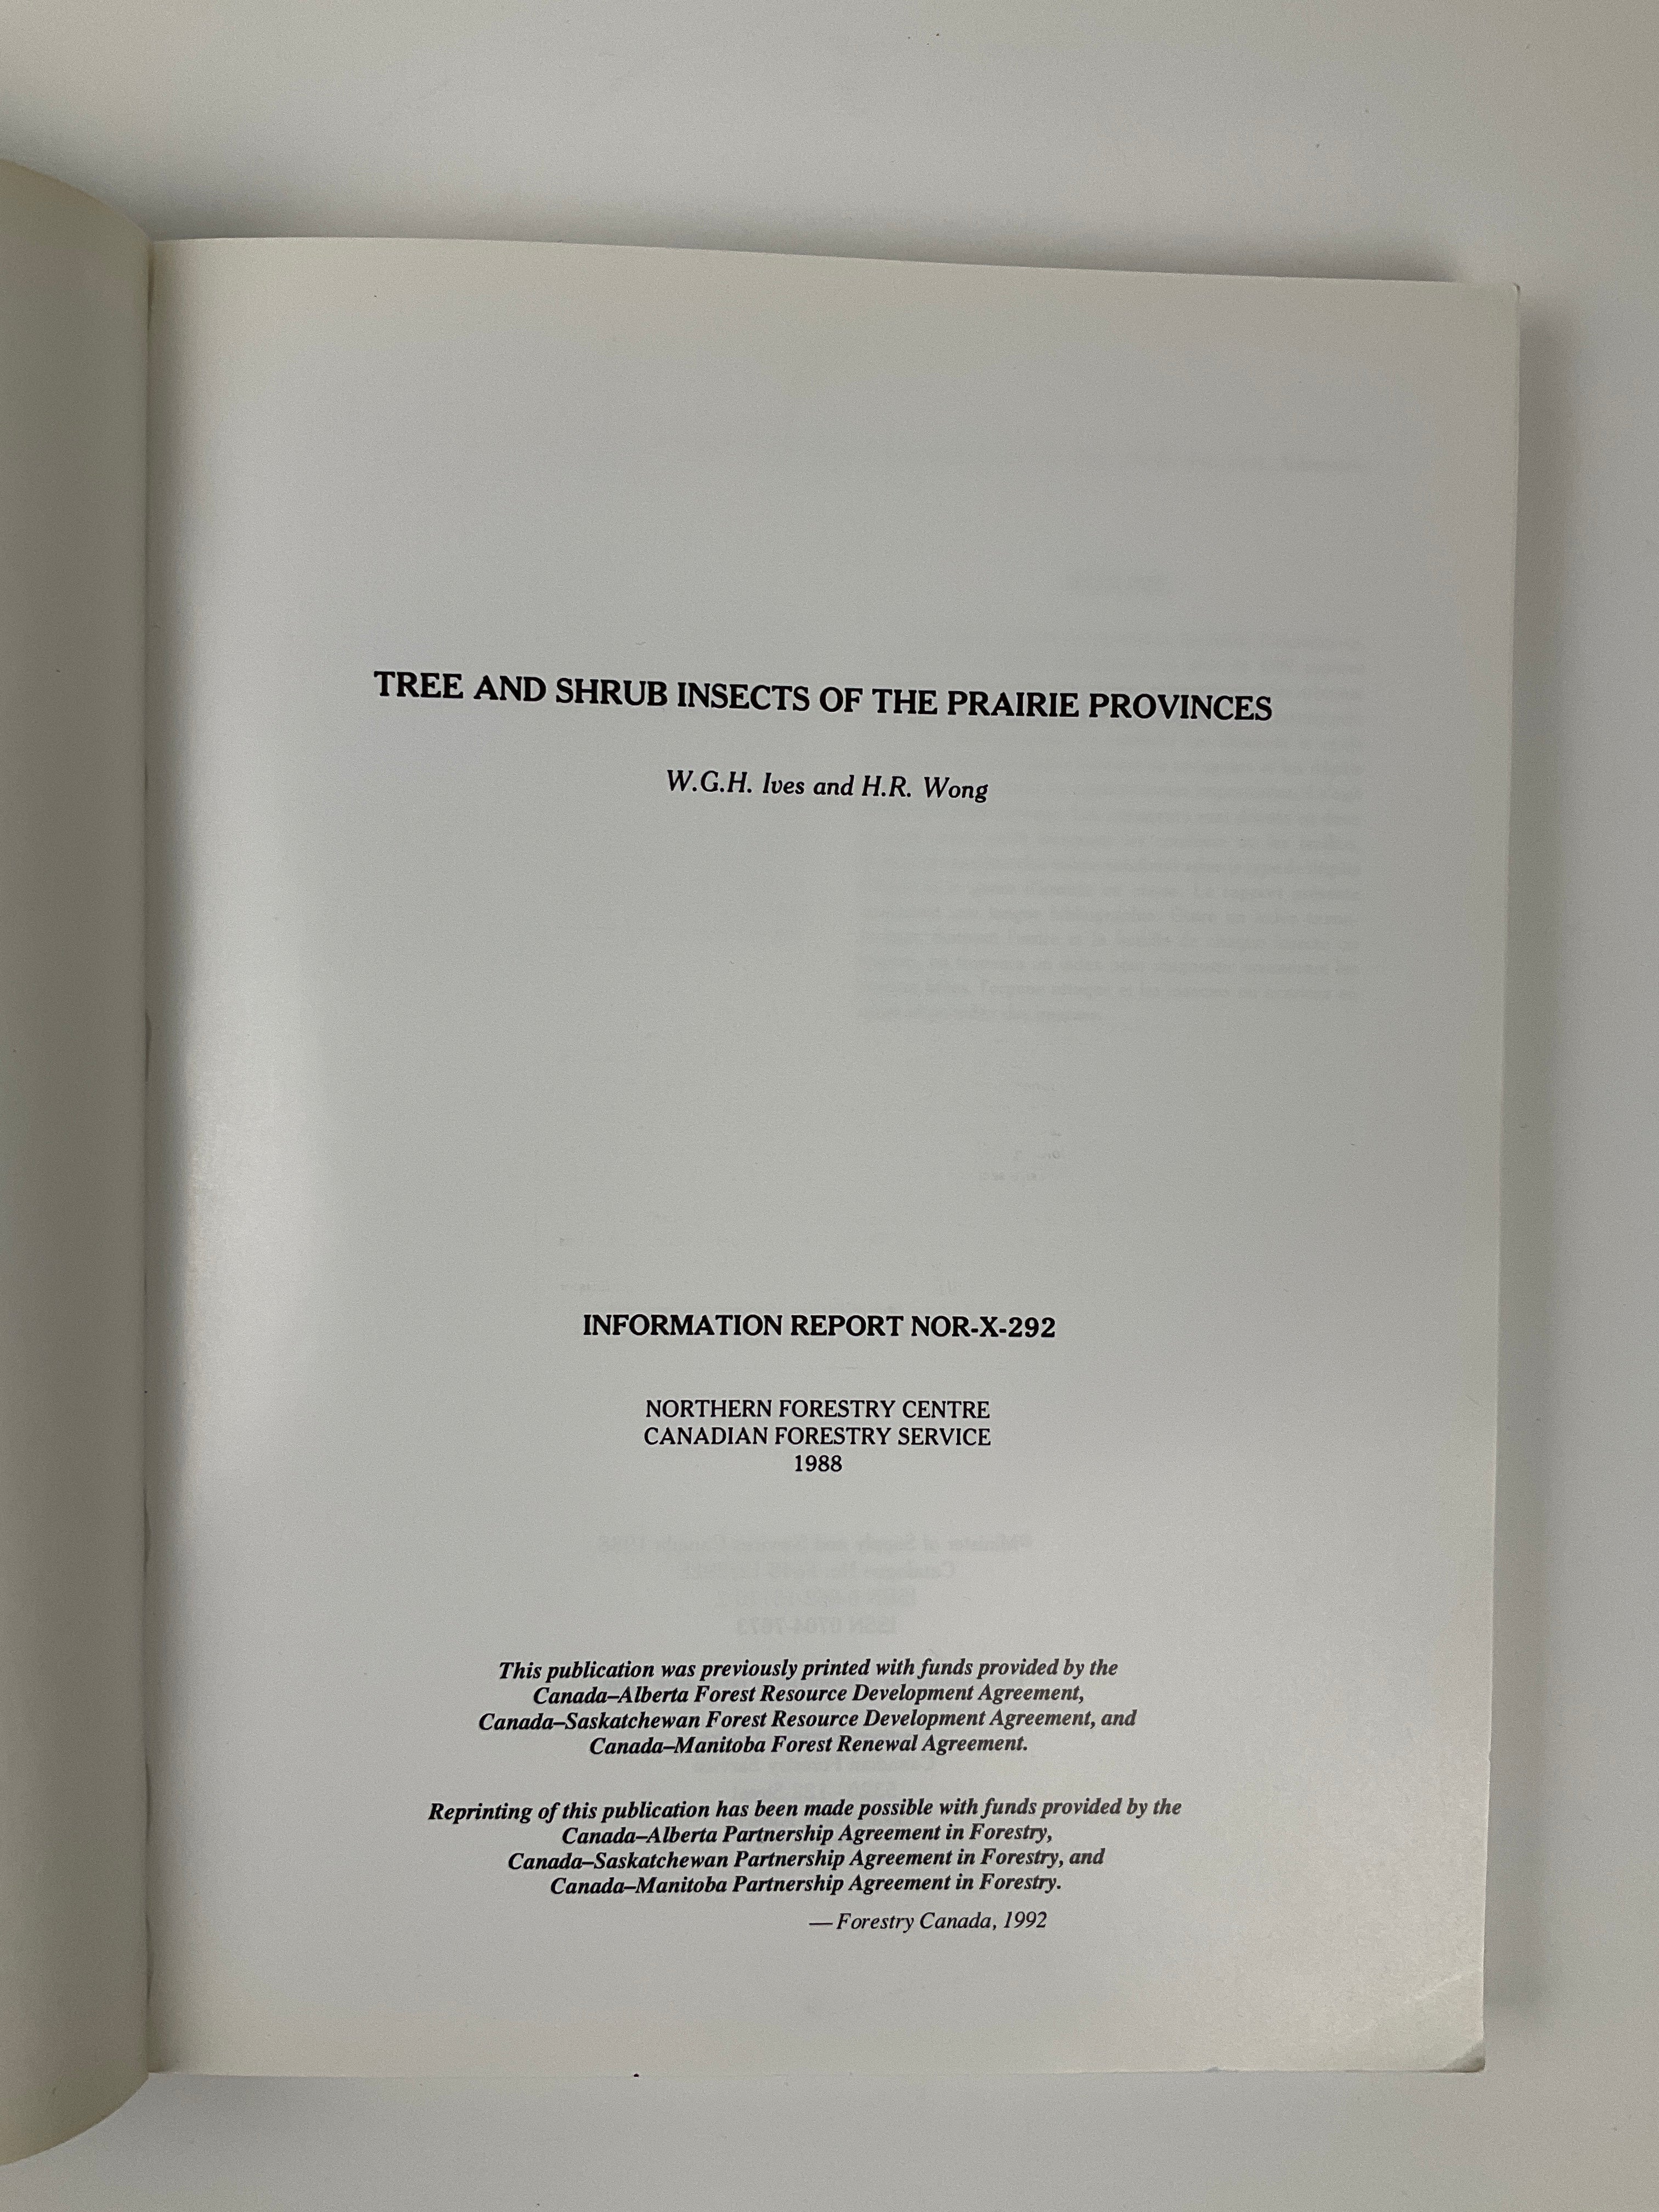 TREE AND SHRUB INSECTS OF THE PRAIRIE PROVINCES
W.G.H. Ives and H.R. Wong
INFORMATION REPORT NOR-X-292
NORTHERN FORESTRY CENTRE
CANADIAN FORESTRY SERVICE
1988
This publication was previously printed with funds provided by the
Canada–Alberta Forest Resource Development Agreement,
Canada–Saskatchewan Forest Resource Development Agreement, and
Canada–Manitoba Forest Renewal Agreement.
Reprinting of this publication has been made possible with funds provided by the
Canada–Alberta Partnership Agreement in Forestry,
Canada–Saskatchewan Partnership Agreement in Forestry, and
Canada–Manitoba Partnership Agreement in Forestry.
— Forestry Canada, 1992